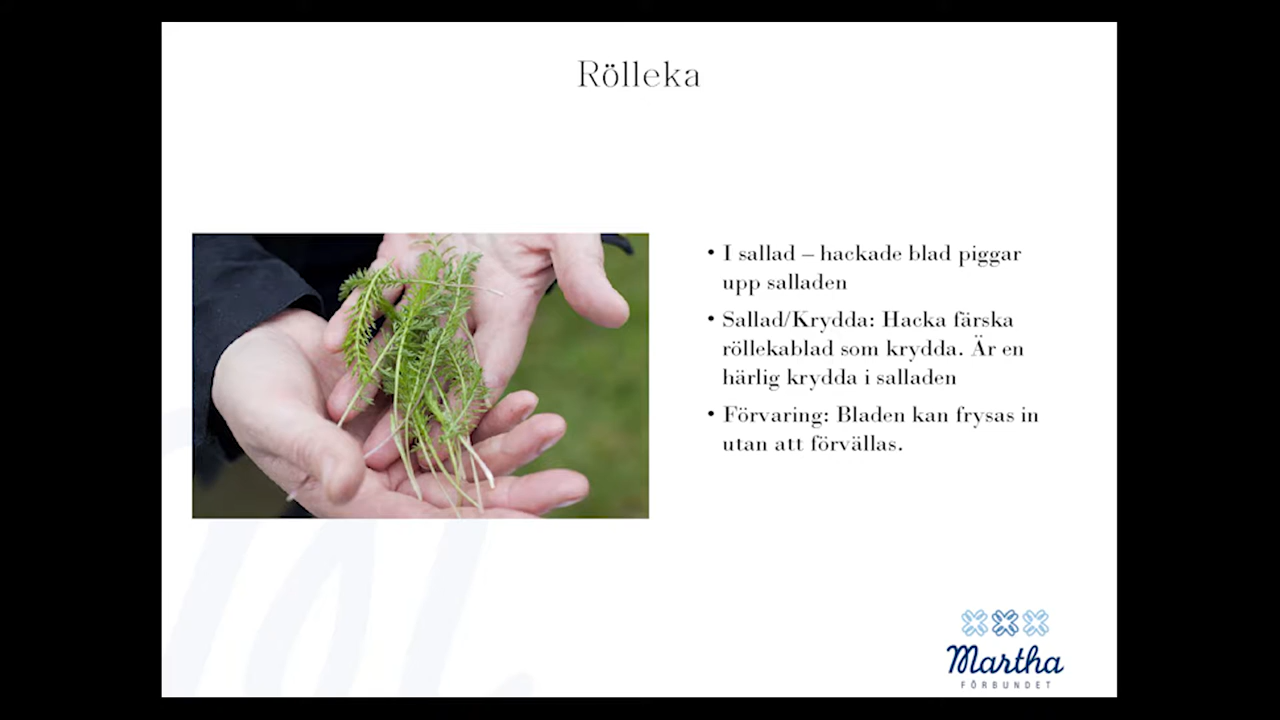 Rölleka
• I sallad – hackade blad piggar
upp salladen
• Sallad/Krydda: Hacka färska
röllekablad som krydda. Är en
härlig krydda i salladen
• Förvaring: Bladen kan frysas in
utan att förvällas.
Martha
FÖRBUNDET